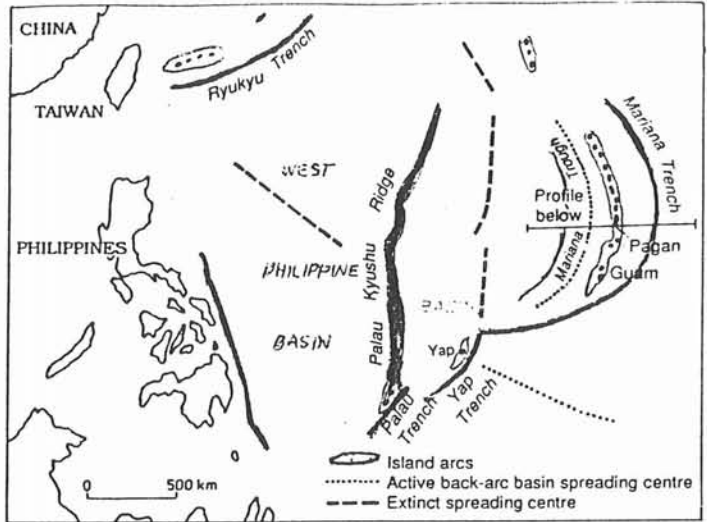 CHINA
TAIWAN
Ryukyu Trench
WEST
PHILIPPINE
BASIN
PHILIPPINES
Palau Kyushu Ridge
BASIN
Mariana Trench
Mariana Trough
Profile
below
Pagan
Guam
Yap
Palau
Trench
Yap
Trench
0 500 km
Island arcs
Active back-arc basin spreading centre
Extinct spreading centre